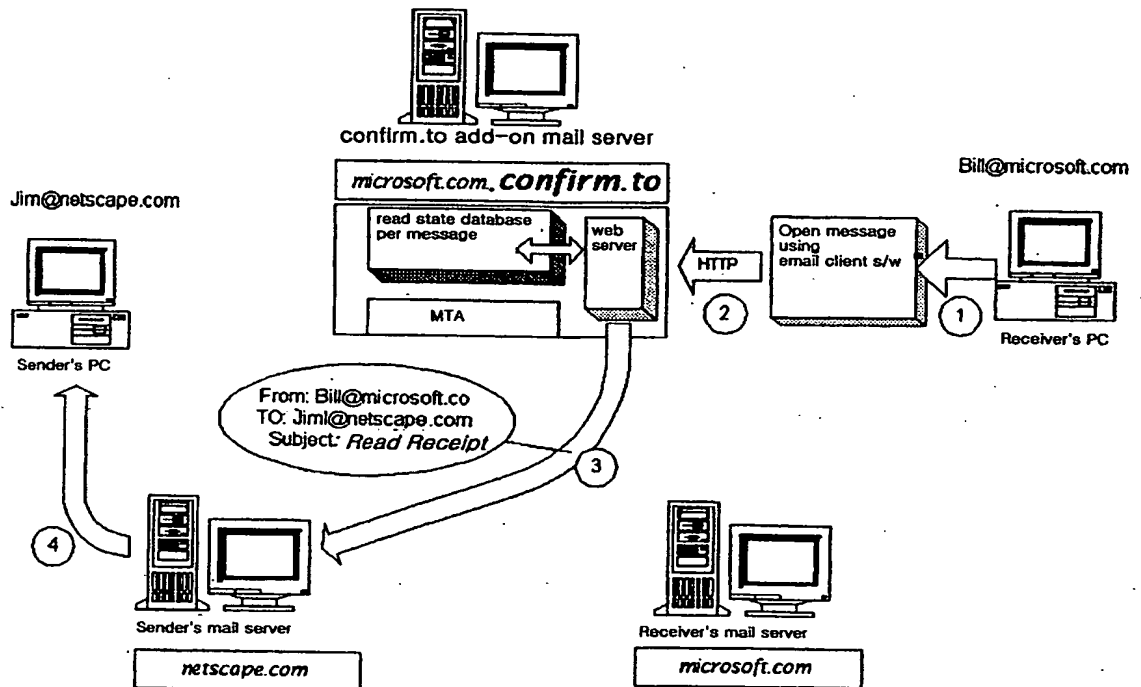 confirm.to add-on mail server
microsoft.com.confirm.to
Bill@microsoft.com
Jim@netscape.com
read state database
per message
web
server
MTA
HTTP
2
Open message
using
email client s/w
1
Receiver's PC
Sender's PC
From: Bill@microsoft.co
TO: Jiml@netscape.com
Subject: Read Receipt
3
4
Sender's mail server
netscape.com
Receiver's mail server
microsoft.com